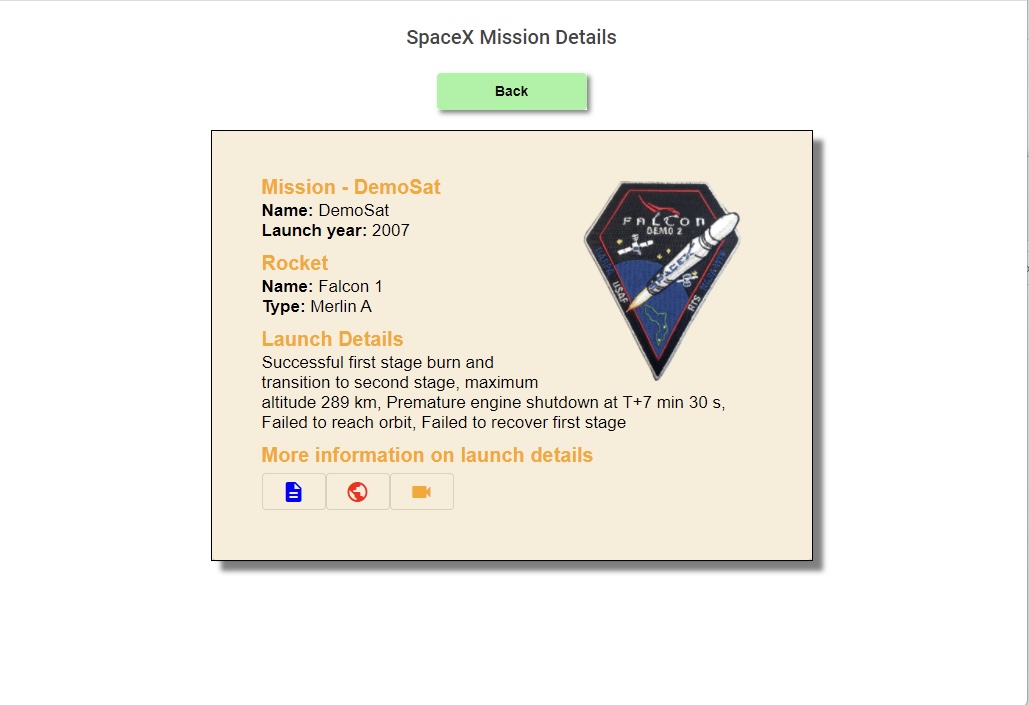 SpaceX Mission Details
Back
Mission - DemoSat
Name: DemoSat
Launch year: 2007
Rocket
Name: Falcon 1
Type: Merlin A
Launch Details
Successful first stage burn and
transition to second stage, maximum
altitude 289 km, Premature engine shutdown at T+7 min 30 s,
Failed to reach orbit, Failed to recover first stage
More information on launch details
FALCON
DEMO 2
SPACEX
USAF
RTS